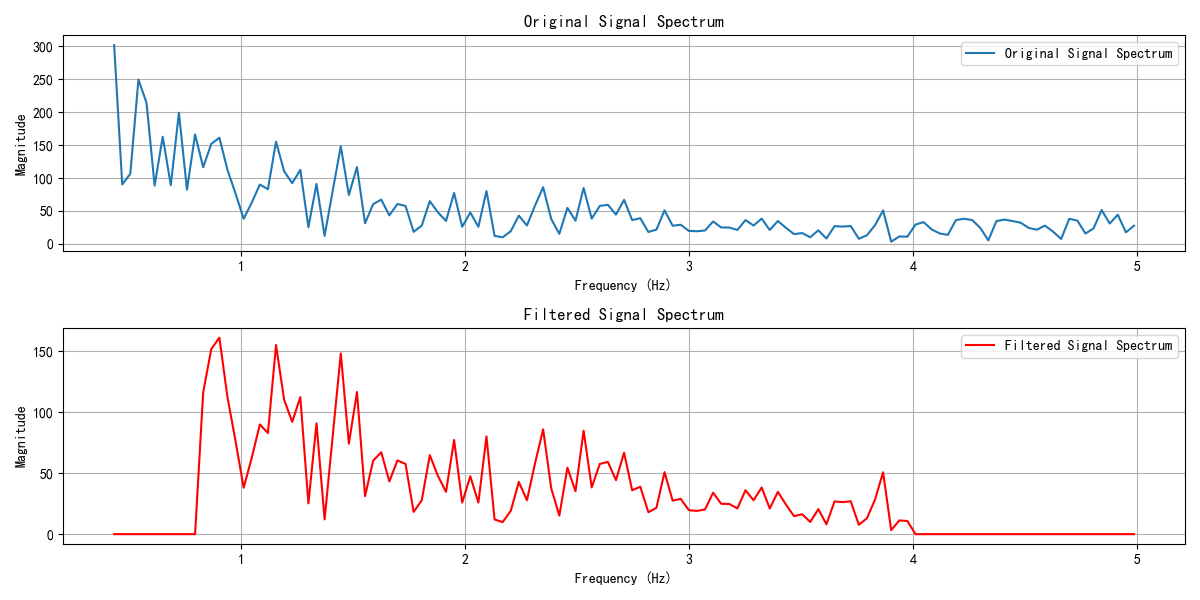 Original Signal Spectrum
300
250
200
150
100
50
0
Magnitude
Original Signal Spectrum
1 2 3 4 5
Frequency (Hz)
Filtered Signal Spectrum
150
100
50
0
Magnitude
Filtered Signal Spectrum
1 2 3 4 5
Frequency (Hz)